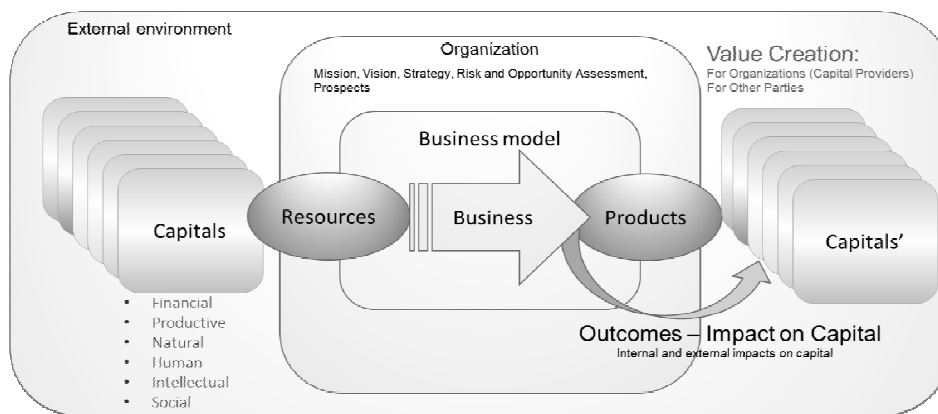 External environment
Organization
Mission, Vision, Strategy, Risk and Opportunity Assessment,
Prospects
Value Creation:
For Organizations (Capital Providers)
For Other Parties
Business model
Capitals
Resources
Business
Products
Capitals’
• Financial
• Productive
• Natural
• Human
• Intellectual
• Social
Outcomes – Impact on Capital
Internal and external impacts on capital